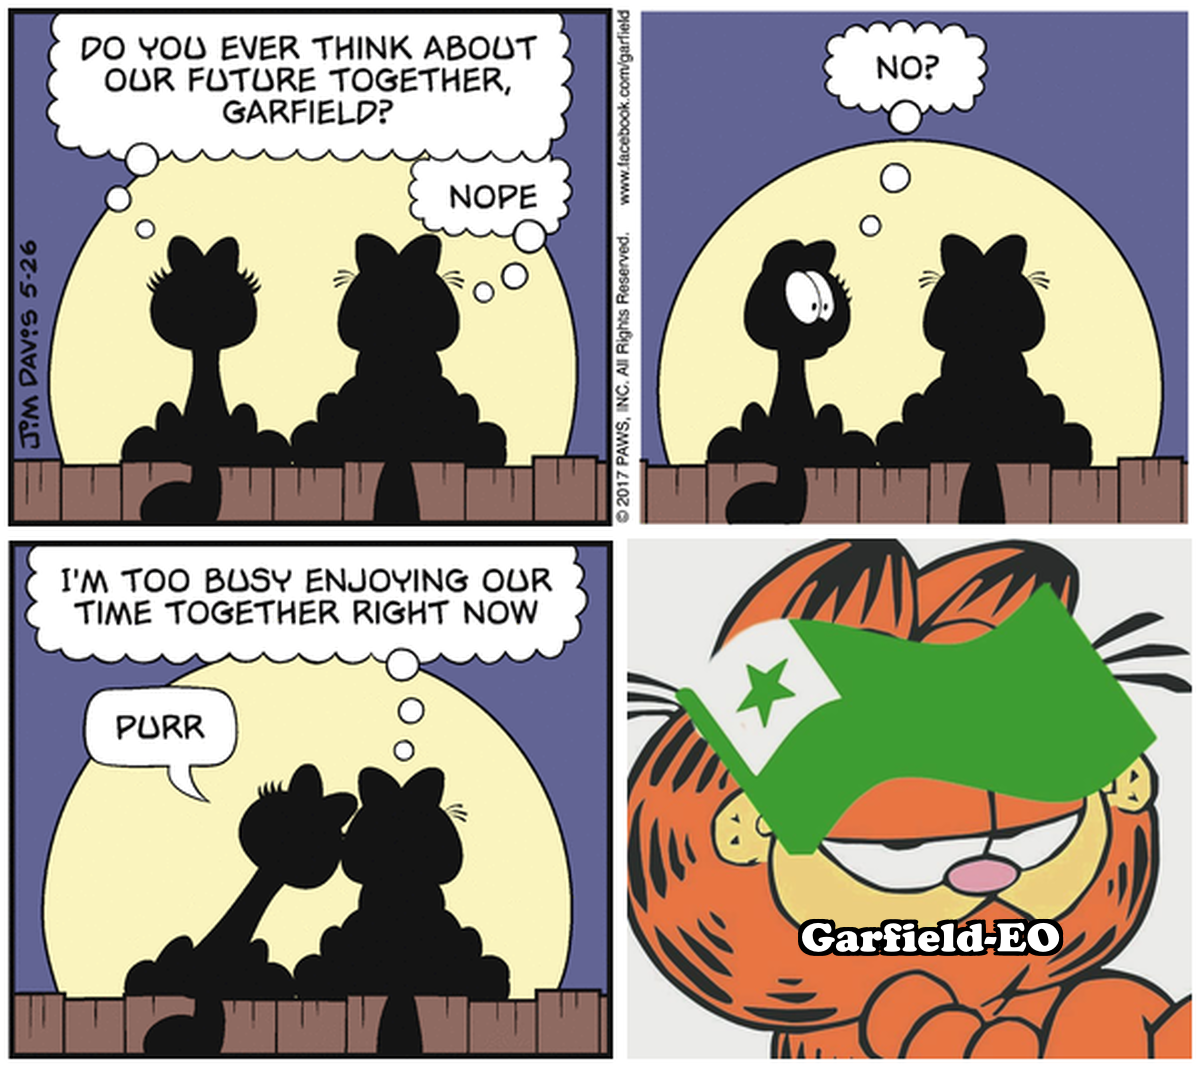 DO YOU EVER THINK ABOUT
OUR FUTURE TOGETHER,
GARFIELD?
NOPE
JIM DAVIS 5-26
© 2017 PAWS, INC. All Rights Reserved. www.facebook.com/garfield
NO?
I'M TOO BUSY ENJOYING OUR
TIME TOGETHER RIGHT NOW
PURR
Garfield-EO